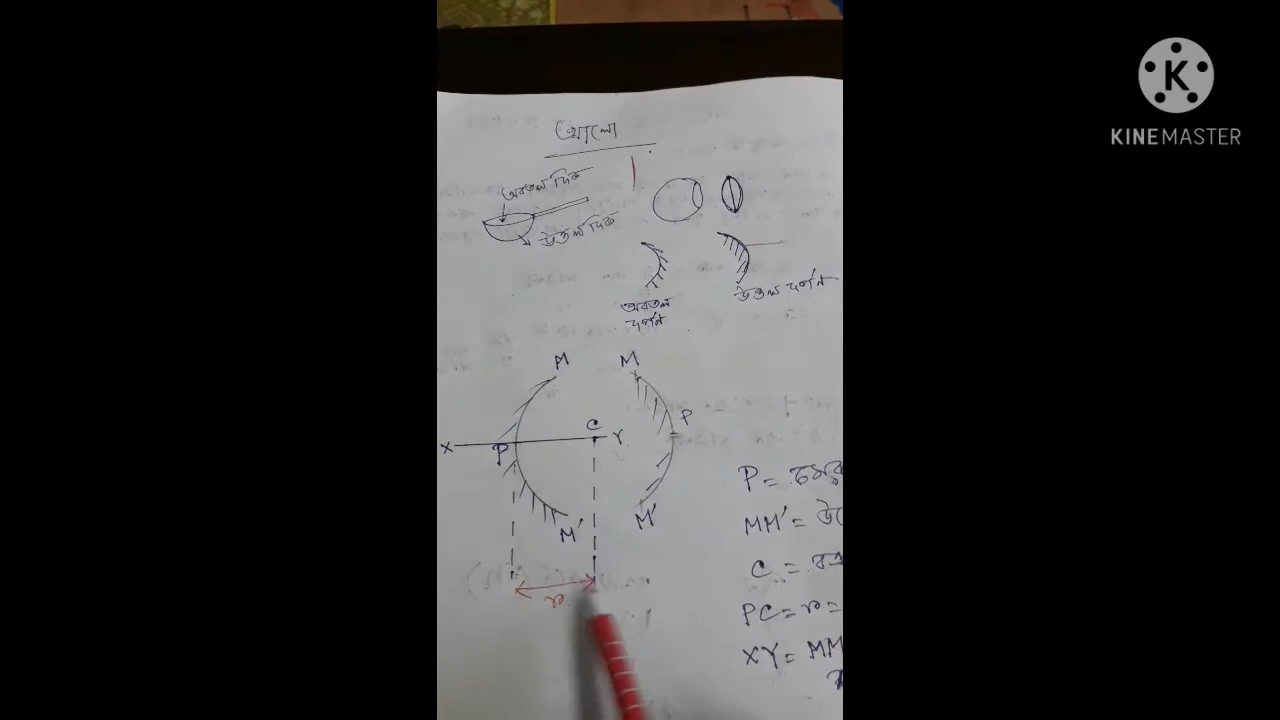 আলো
অবতল দিক
উত্তল দিক
অবতল
দর্পণ
উত্তল দর্পণ
M
M
C
P
X
P
Y
M'
M'
r
P =
MM' =
C =
PC = r =
XY = MM
K
KINEMASTER